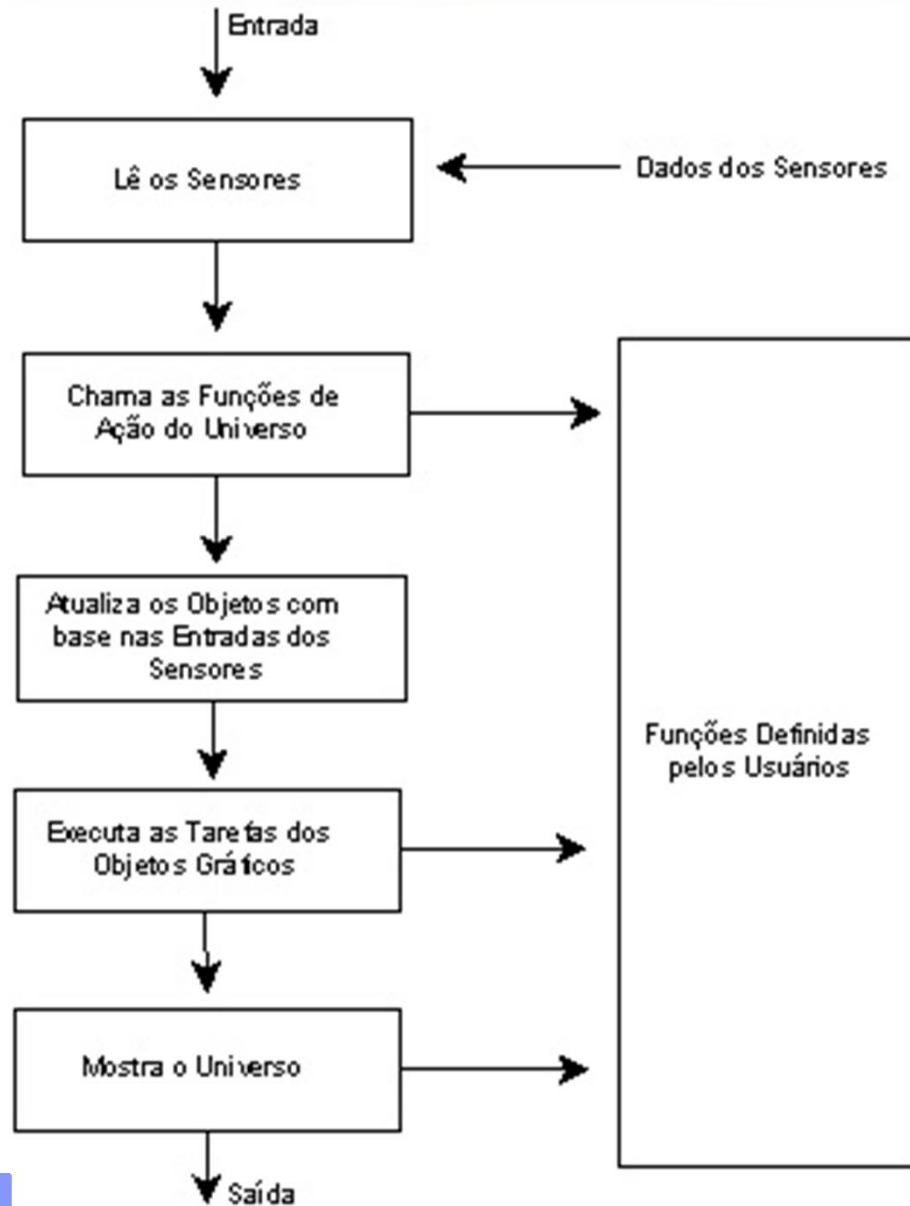 Entrada
Lê os Sensores
Dados dos Sensores
Chama as Funções de
Ação do Universo
Atualiza os Objetos com
base nas Entradas dos
Sensores
Funções Definidas
pelos Usuários
Executa as Tarefas dos
Objetos Gráficos
Mostra o Universo
Saída